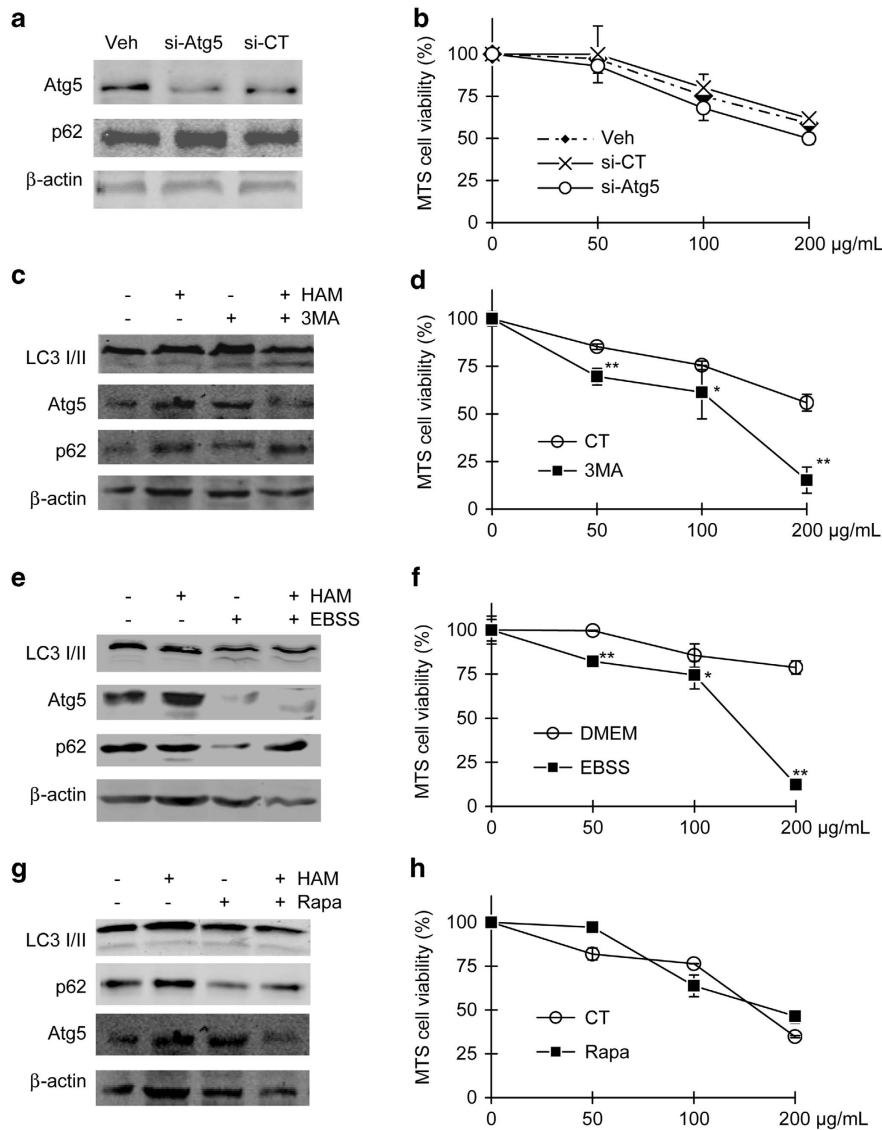 a
Veh si-Atg5 si-CT
Atg5
p62
β-actin
b
MTS cell viability (%)
100
75
50
25
0
Veh
si-CT
si-Atg5
0 50 100 200 µg/mL
c
- + - + HAM
- - + + 3MA
LC3 I/II
Atg5
p62
β-actin
d
MTS cell viability (%)
100
75
50
25
0
**
*
**
CT
3MA
0 50 100 200 µg/mL
e
- + - + HAM
- - + + EBSS
LC3 I/II
Atg5
p62
β-actin
f
MTS cell viability (%)
100
75
50
25
0
**
*
**
DMEM
EBSS
0 50 100 200 µg/mL
g
- + - + HAM
- - + + Rapa
LC3 I/II
p62
Atg5
β-actin
h
MTS cell viability (%)
100
75
50
25
0
CT
Rapa
0 50 100 200 µg/mL